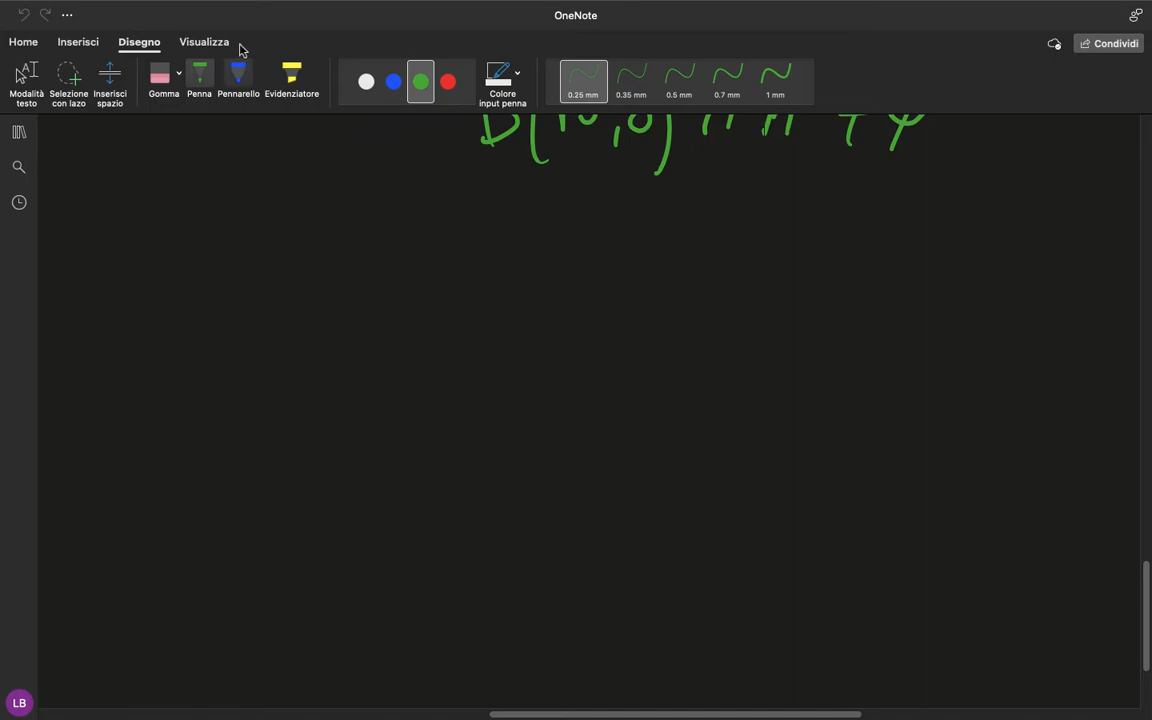 OneNote
Home Inserisci Disegno Visualizza
Condividi
Modalità testo
Selezione con lazo
Inserisci spazio
Gomma
Penna
Pennarello
Evidenziatore
Colore input penna
0.25 mm
0.35 mm
0.5 mm
0.7 mm
1 mm
LB